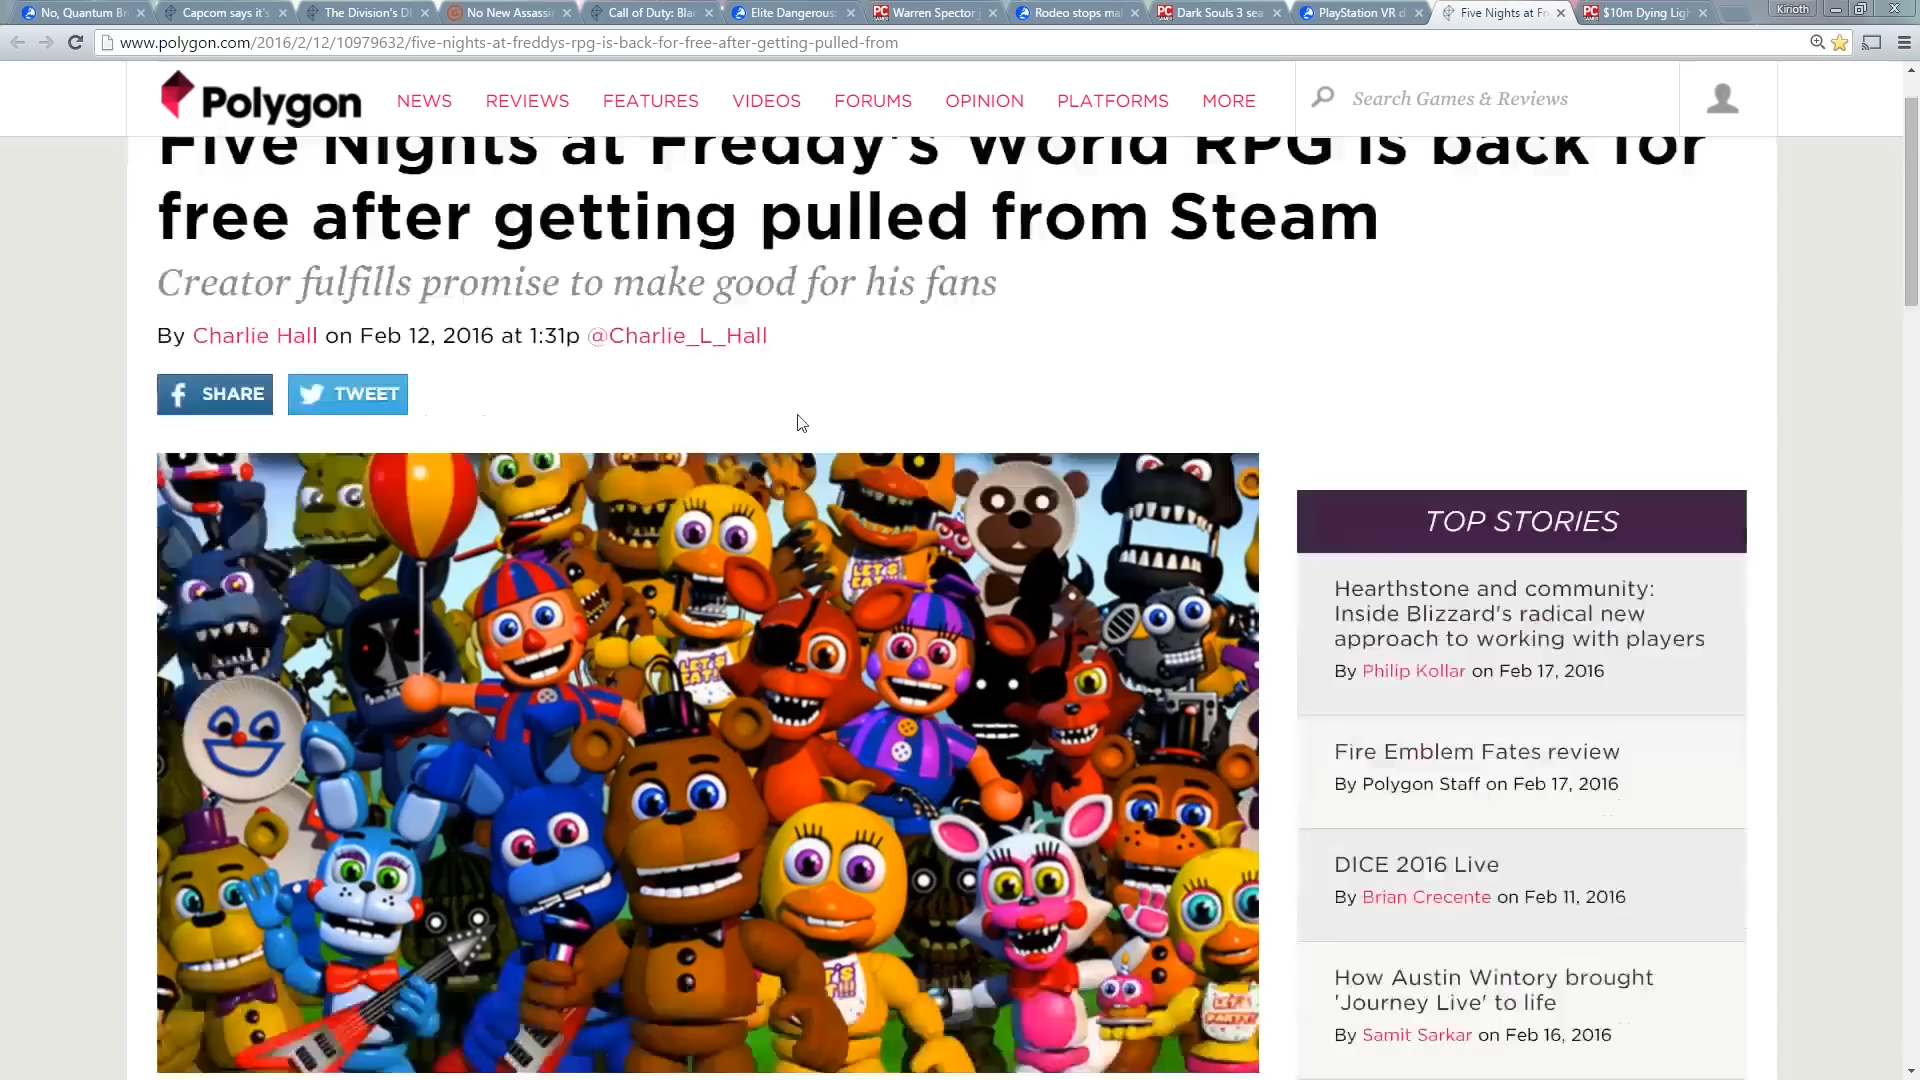 No, Quantum Br
Capcom says it's
The Division's D
No New Assassi
Call of Duty: Bla
Elite Dangerous
Warren Spector
Rodeo stops ma
Dark Souls 3 sea
PlayStation VR d
Five Nights at Fr
$10m Dying Lig
Kirioth
www.polygon.com/2016/2/12/10979632/five-nights-at-freddys-rpg-is-back-for-free-after-getting-pulled-from
Polygon
NEWS REVIEWS FEATURES VIDEOS FORUMS OPINION PLATFORMS MORE
Search Games & Reviews
Five Nights at Freddy's World RPG is back for
free after getting pulled from Steam
Creator fulfills promise to make good for his fans
By Charlie Hall on Feb 12, 2016 at 1:31p @Charlie_L_Hall
SHARE
TWEET
LET'S
EAT!!!
LET'S
EAT!
TOP STORIES
Hearthstone and community:
Inside Blizzard's radical new
approach to working with players
By Philip Kollar on Feb 17, 2016
Fire Emblem Fates review
By Polygon Staff on Feb 17, 2016
DICE 2016 Live
By Brian Crecente on Feb 11, 2016
How Austin Wintory brought
'Journey Live' to life
By Samit Sarkar on Feb 16, 2016